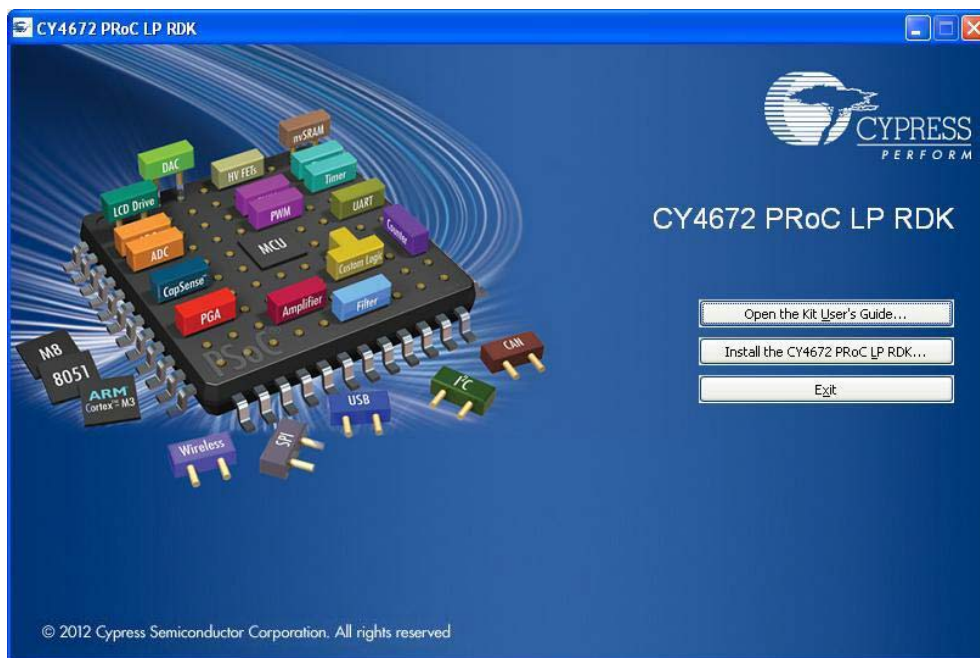 CY4672 PRoC LP RDK
CYPRESS
PERFORM
CY4672 PRoC LP RDK
Open the Kit User's Guide...
Install the CY4672 PRoC LP RDK...
Exit
nvSRAM
DAC
HV FETs
Timer
LCD Drive
PWM
UART
ADC
MCU
Counter
Custom Logic
CapSense
PGA
Amplifier
Filter
PSoC
M8
8051
ARM
Cortex™-M3
CAN
I²C
USB
SPI
Wireless
© 2012 Cypress Semiconductor Corporation. All rights reserved